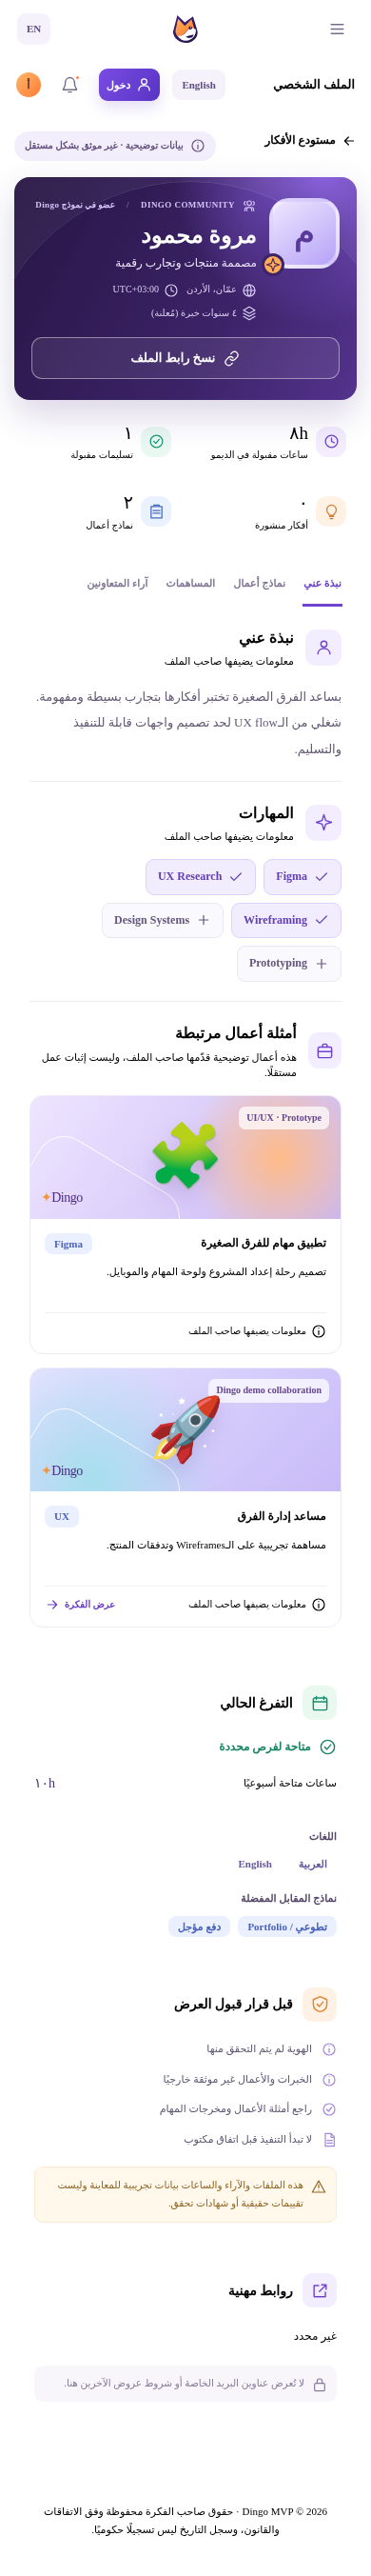 EN
الملف الشخصي
English
دخول
أ
مستودع الأفكار
بيانات توضيحية · غير موثق بشكل مستقل
م
DINGO COMMUNITY / عضو في نموذج Dingo
مروة محمود
مصممة منتجات وتجارب رقمية
عمّان، الأردن
UTC+03:00
٤ سنوات خبرة (مُعلنة)
نسخ رابط الملف
٨h
ساعات مقبولة في الديمو
١
تسليمات مقبولة
٠
أفكار منشورة
٢
نماذج أعمال
نبذة عني
نماذج أعمال
المساهمات
آراء المتعاونين
نبذة عني
معلومات يضيفها صاحب الملف
يساعد الفرق الصغيرة تختبر أفكارها بتجارب بسيطة ومفهومة.
شغلي من الـUX flow لحد تصميم واجهات قابلة للتنفيذ
والتسليم.
المهارات
معلومات يضيفها صاحب الملف
Figma
UX Research
Wireframing
Design Systems
Prototyping
أمثلة أعمال مرتبطة
هذه أعمال توضيحية قدّمها صاحب الملف، وليست إثبات عمل
مستقلًا.
UI/UX · Prototype
Dingo
تطبيق مهام للفرق الصغيرة
Figma
تصميم رحلة إعداد المشروع ولوحة المهام والموبايل.
معلومات يضيفها صاحب الملف
Dingo demo collaboration
Dingo
مساعد إدارة الفرق
UX
مساهمة تجريبية على الـWireframes وتدفقات المنتج.
معلومات يضيفها صاحب الملف
عرض الفكرة
التفرغ الحالي
متاحة لفرص محددة
ساعات متاحة أسبوعيًا
١٠h
اللغات
العربية
English
نماذج المقابل المفضلة
تطوعي / Portfolio
دفع مؤجل
قبل قرار قبول العرض
الهوية لم يتم التحقق منها
الخبرات والأعمال غير موثقة خارجيًا
راجع أمثلة الأعمال ومخرجات المهام
لا تبدأ التنفيذ قبل اتفاق مكتوب
هذه الملفات والآراء والساعات بيانات تجريبية للمعاينة وليست
تقييمات حقيقية أو شهادات تحقق.
روابط مهنية
غير محدد
لا تُعرض عناوين البريد الخاصة أو شروط عروض الآخرين هنا.
© 2026 Dingo MVP · حقوق صاحب الفكرة محفوظة وفق الاتفاقات
والقانون، وسجل التاريخ ليس تسجيلًا حكوميًا.